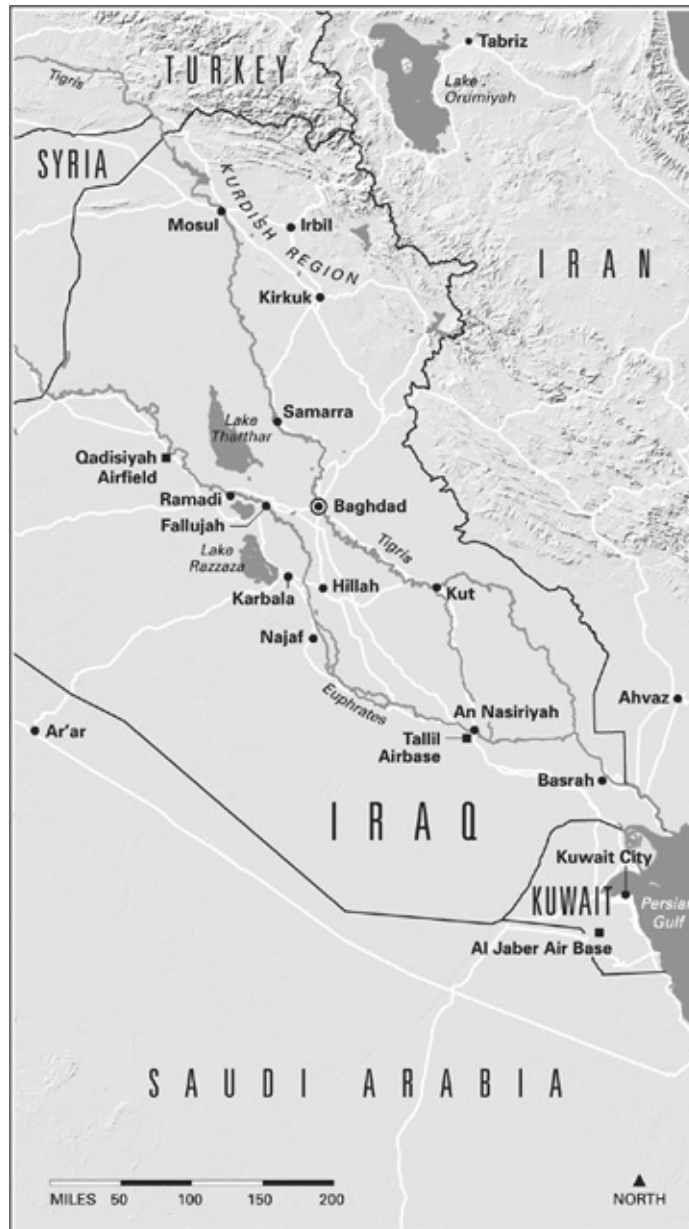 Tabriz
TURKEY
Tigris
Lake
Orumiyah
SYRIA
KURDISH REGION
Mosul
Irbil
IRAN
Kirkuk
Samarra
Lake
Tharthar
Qadisiyah
Airfield
Ramadi
Baghdad
Fallujah
Tigris
Lake
Razzaza
Karbala
Hillah
Kut
Najaf
Euphrates
An Nasiriyah
Ahvaz
Ar'ar
Tallil
Airbase
Basrah
IRAQ
Kuwait City
KUWAIT
Persian
Gulf
Al Jaber Air Base
SAUDI ARABIA
MILES 50 100 150 200
NORTH